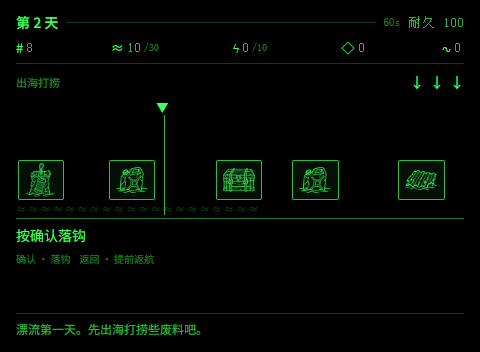 第 2 天 60s 耐久 100
# 8 ≈ 10 /30 ϟ 0 /10 ◇ 0 ∿ 0
出海打捞 ↓ ↓ ↓
按确认落钩
确认 · 落钩 返回 · 提前返航
漂流第一天。先出海打捞些废料吧。